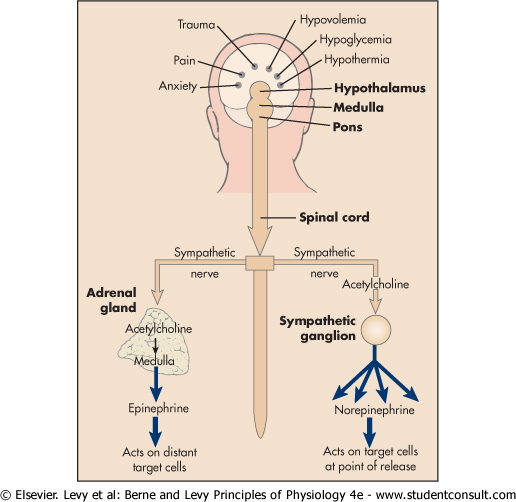 Trauma
Hypovolemia
Hypoglycemia
Pain
Hypothermia
Anxiety
Hypothalamus
Medulla
Pons
Spinal cord
Sympathetic
nerve
Sympathetic
nerve
Acetylcholine
Adrenal
gland
Acetylcholine
Medulla
Sympathetic
ganglion
Epinephrine
Norepinephrine
Acts on distant
target cells
Acts on target cells
at point of release
© Elsevier. Levy et al: Berne and Levy Principles of Physiology 4e - www.studentconsult.com